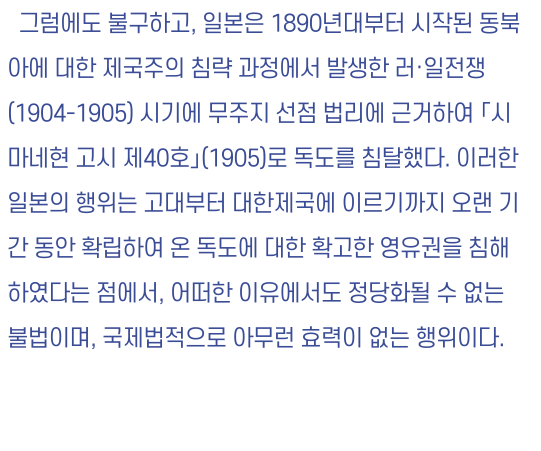 그럼에도 불구하고, 일본은 1890년대부터 시작된 동북
아에 대한 제국주의 침략 과정에서 발생한 러·일전쟁
(1904-1905) 시기에 무주지 선점 법리에 근거하여 「시
마네현 고시 제40호」(1905)로 독도를 침탈했다. 이러한
일본의 행위는 고대부터 대한제국에 이르기까지 오랜 기
간 동안 확립하여 온 독도에 대한 확고한 영유권을 침해
하였다는 점에서, 어떠한 이유에서도 정당화될 수 없는
불법이며, 국제법적으로 아무런 효력이 없는 행위이다.